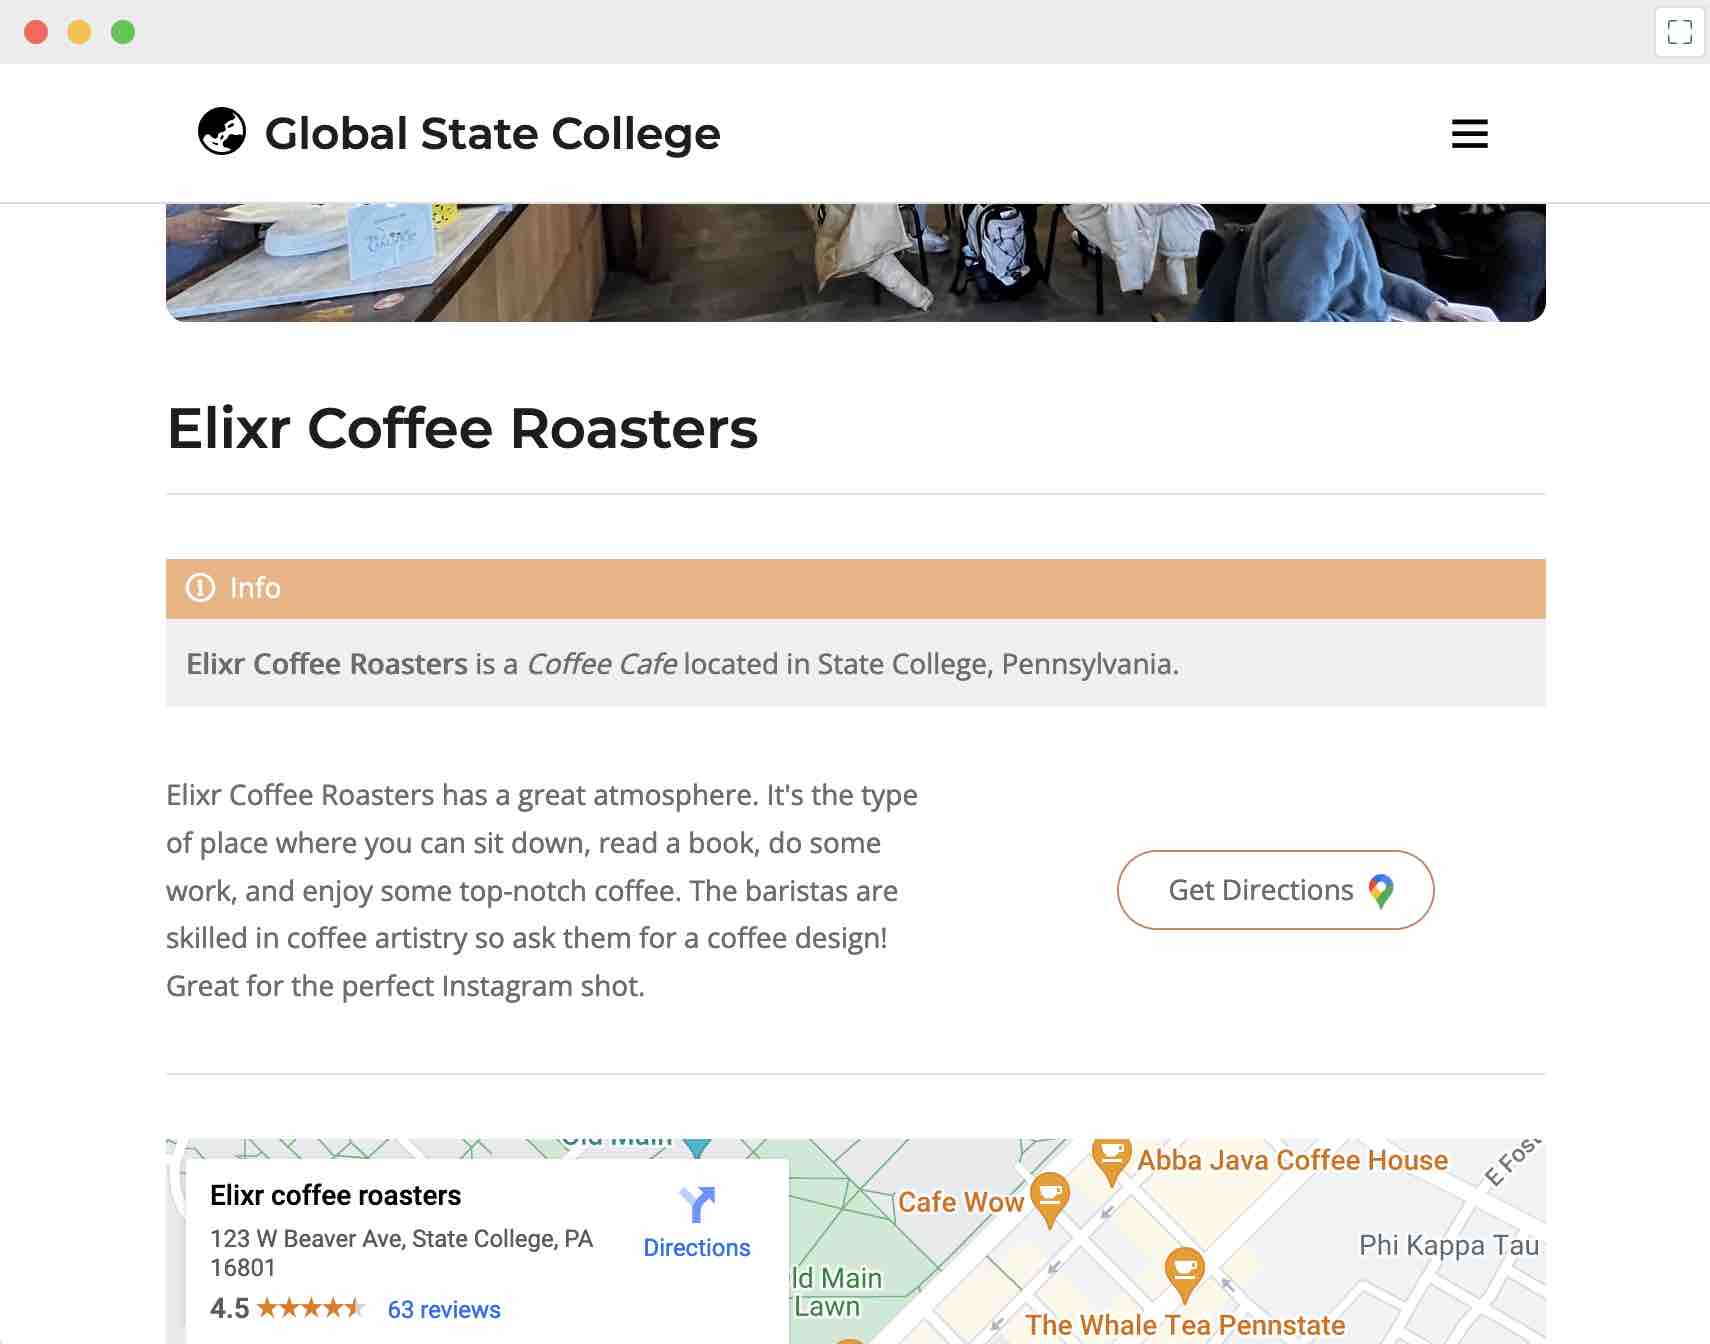 Global State College
Elixr Coffee Roasters
Info
Elixr Coffee Roasters is a Coffee Cafe located in State College, Pennsylvania.
Elixr Coffee Roasters has a great atmosphere. It's the type
of place where you can sit down, read a book, do some
work, and enjoy some top-notch coffee. The baristas are
skilled in coffee artistry so ask them for a coffee design!
Great for the perfect Instagram shot.
Get Directions
Old Main
Abba Java Coffee House
E Fost
Elixr coffee roasters
Cafe Wow
123 W Beaver Ave, State College, PA
16801
Directions
Phi Kappa Tau
ld Main
Lawn
4.5
63 reviews
The Whale Tea Pennstate